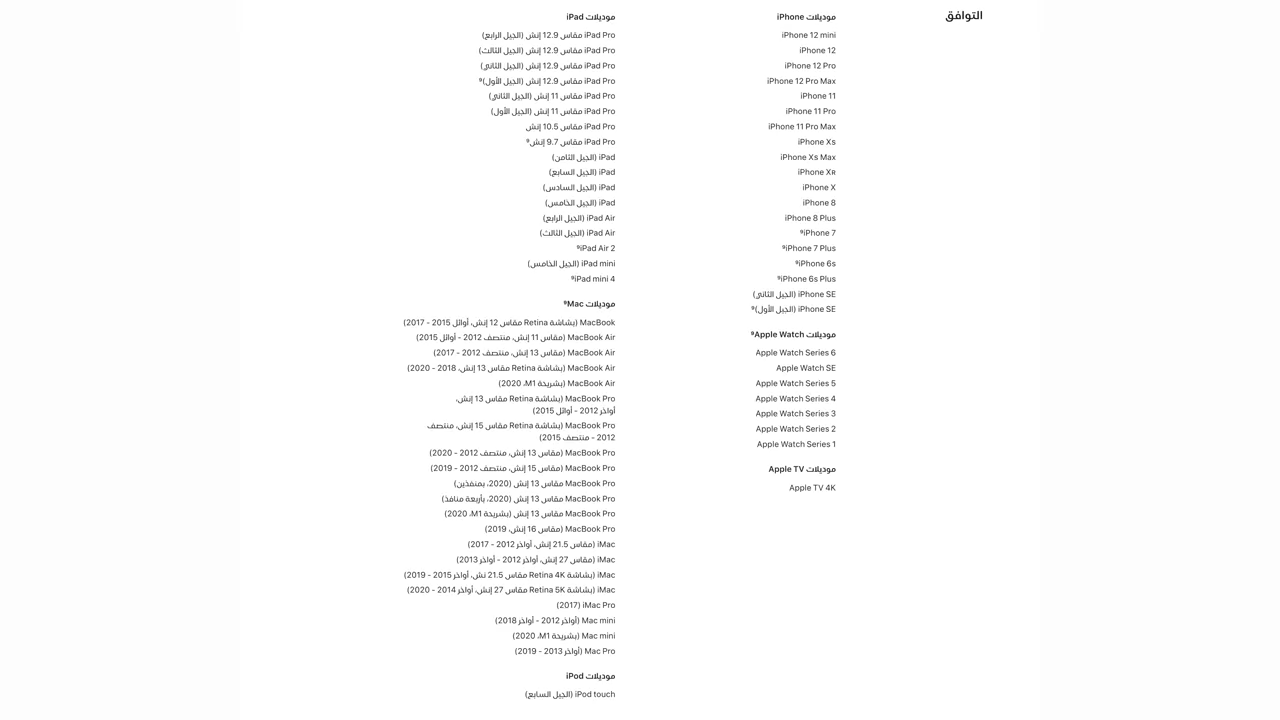 التوافق
موديلات iPhone
iPhone 12 mini
iPhone 12
iPhone 12 Pro
iPhone 12 Pro Max
iPhone 11
iPhone 11 Pro
iPhone 11 Pro Max
iPhone Xs
iPhone Xs Max
iPhone XR
iPhone X
iPhone 8
iPhone 8 Plus
iPhone 7⁹
iPhone 7 Plus⁹
iPhone 6s⁹
iPhone 6s Plus⁹
iPhone SE (الجيل الثاني)
iPhone SE (الجيل الأول)⁹
موديلات Apple Watch⁹
Apple Watch Series 6
Apple Watch SE
Apple Watch Series 5
Apple Watch Series 4
Apple Watch Series 3
Apple Watch Series 2
Apple Watch Series 1
موديلات Apple TV
Apple TV 4K
موديلات iPad
iPad Pro مقاس 12.9 إنش (الجيل الرابع)
iPad Pro مقاس 12.9 إنش (الجيل الثالث)
iPad Pro مقاس 12.9 إنش (الجيل الثاني)
iPad Pro مقاس 12.9 إنش (الجيل الأول)⁹
iPad Pro مقاس 11 إنش (الجيل الثاني)
iPad Pro مقاس 11 إنش (الجيل الأول)
iPad Pro مقاس 10.5 إنش
iPad Pro مقاس 9.7 إنش⁹
iPad (الجيل الثامن)
iPad (الجيل السابع)
iPad (الجيل السادس)
iPad (الجيل الخامس)
iPad Air (الجيل الرابع)
iPad Air (الجيل الثالث)
iPad Air 2⁹
iPad mini (الجيل الخامس)
iPad mini 4⁹
موديلات Mac⁹
MacBook (بشاشة Retina مقاس 12 إنش، أوائل 2015 - 2017)
MacBook Air (مقاس 11 إنش، منتصف 2012 - أوائل 2015)
MacBook Air (مقاس 13 إنش، منتصف 2012 - 2017)
MacBook Air (بشاشة Retina مقاس 13 إنش، 2018 - 2020)
MacBook Air (بشريحة M1، 2020)
MacBook Pro (بشاشة Retina مقاس 13 إنش،
أواخر 2012 - أوائل 2015)
MacBook Pro (بشاشة Retina مقاس 15 إنش، منتصف
2012 - منتصف 2015)
MacBook Pro (مقاس 13 إنش، منتصف 2012 - 2020)
MacBook Pro (مقاس 15 إنش، منتصف 2012 - 2019)
MacBook Pro مقاس 13 إنش (2020، بمنفذين)
MacBook Pro مقاس 13 إنش (2020، بأربعة منافذ)
MacBook Pro مقاس 13 إنش (بشريحة M1، 2020)
MacBook Pro (مقاس 16 إنش، 2019)
iMac (مقاس 21.5 إنش، أواخر 2012 - 2017)
iMac (مقاس 27 إنش، أواخر 2012 - أواخر 2013)
iMac (بشاشة Retina 4K مقاس 21.5 نش، أواخر 2015 - 2019)
iMac (بشاشة Retina 5K مقاس 27 إنش، أواخر 2014 - 2020)
iMac Pro (2017)
Mac mini (أواخر 2012 - أواخر 2018)
Mac mini (بشريحة M1، 2020)
Mac Pro (أواخر 2013 - 2019)
موديلات iPod
iPod touch (الجيل السابع)